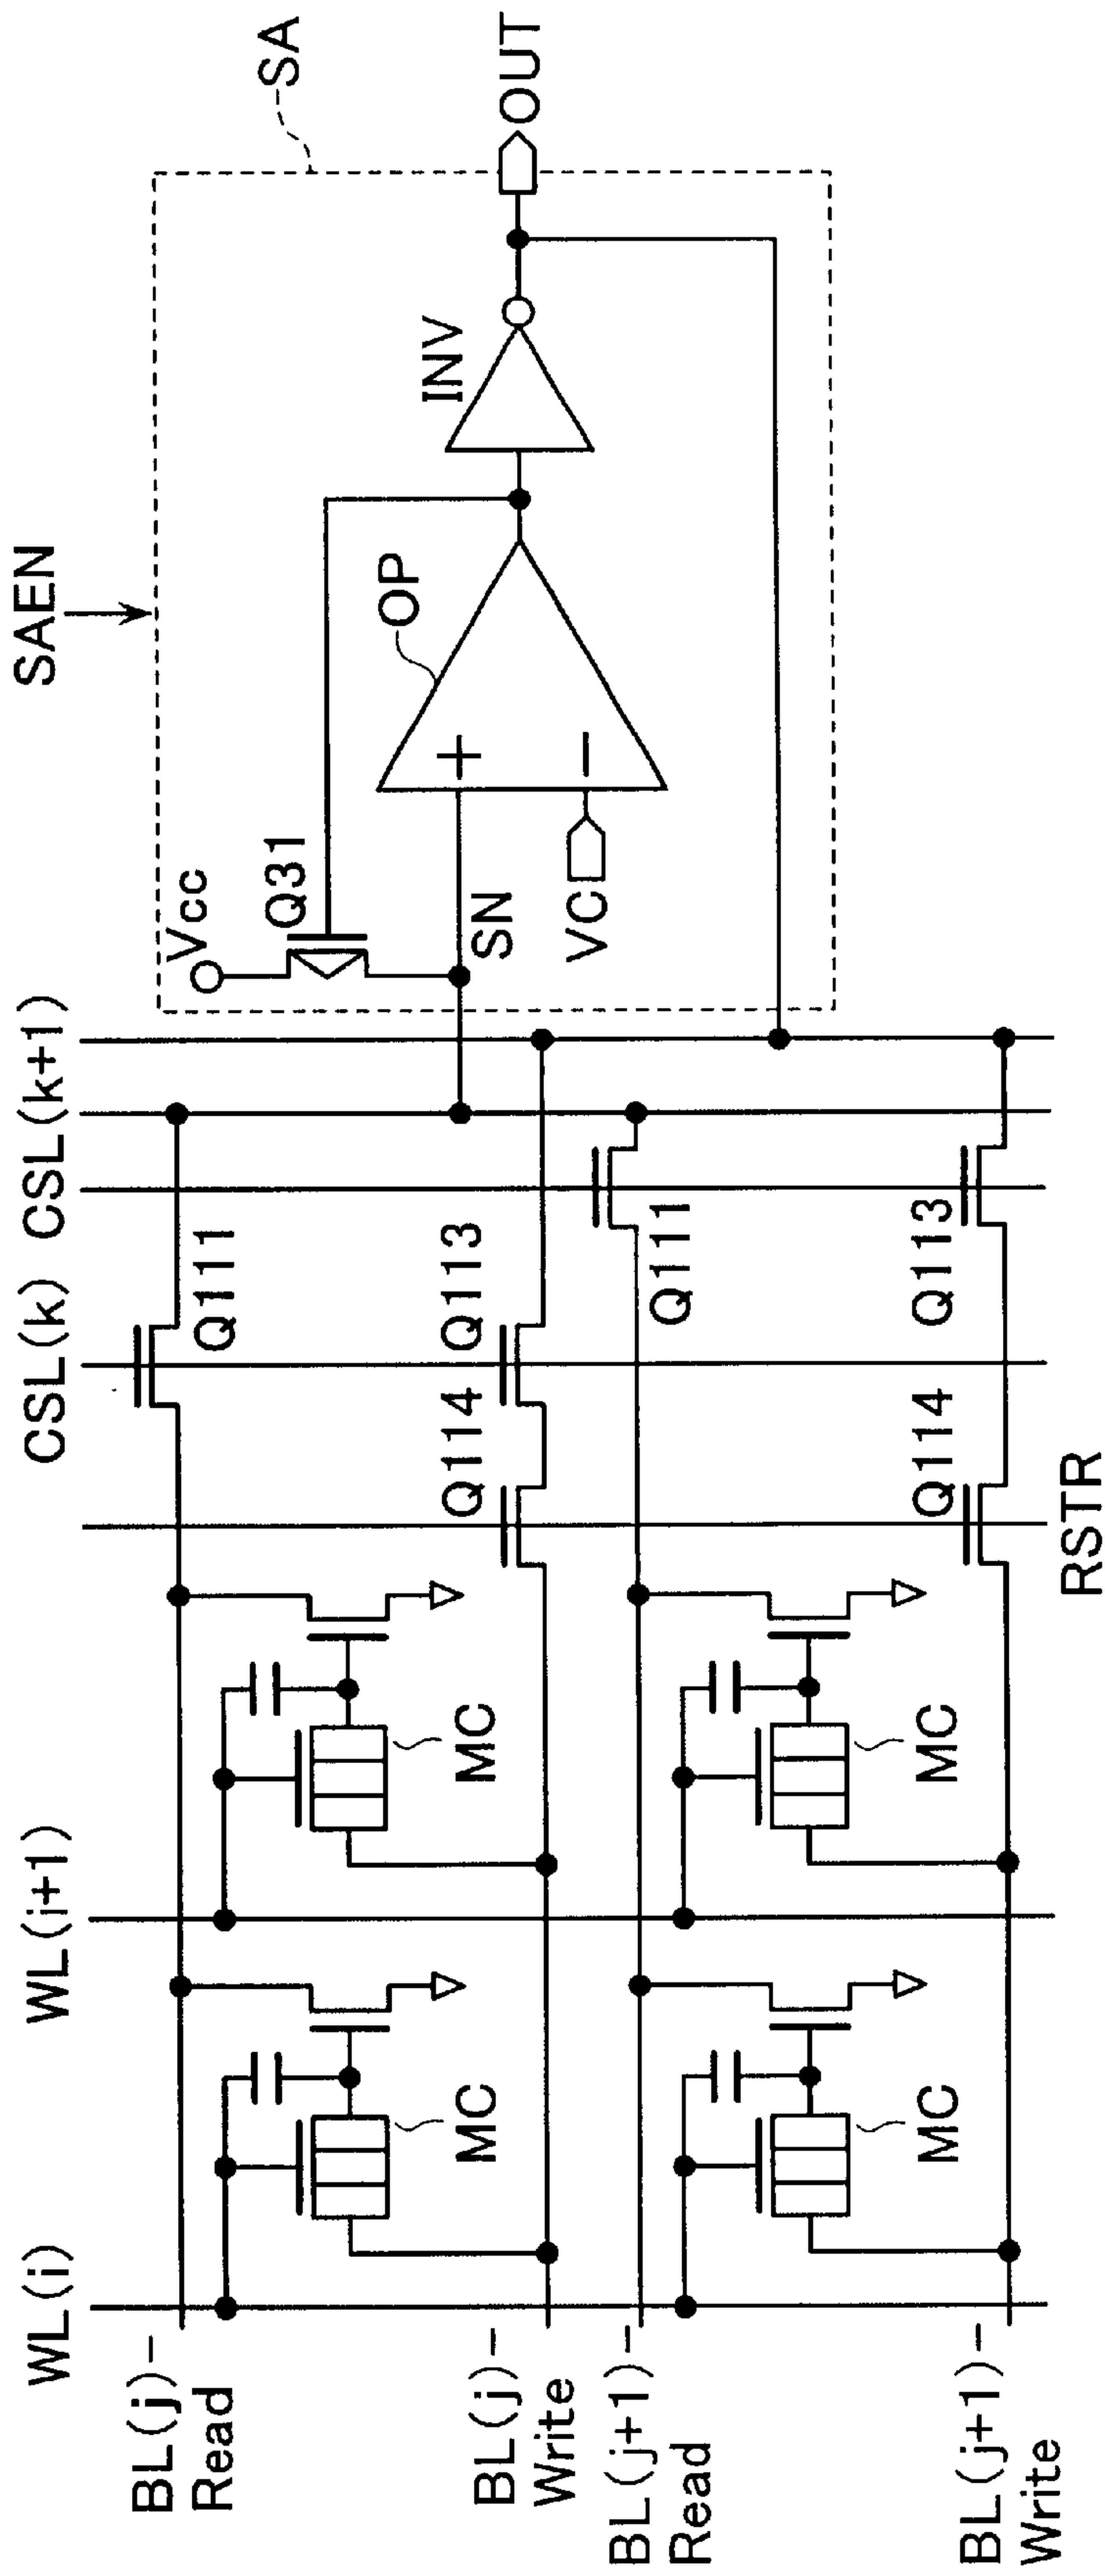 SAEN
SA
Vcc
Q31
OP
INV
OUT
SN
VC
CSL(k)
CSL(k+1)
WL(i)
WL(i+1)
Q111
Q114
Q113
Q111
Q114
Q113
MC
MC
MC
MC
BL(j)-
Read
BL(j)-
Write
BL(j+1)-
Read
BL(j+1)-
Write
RSTR